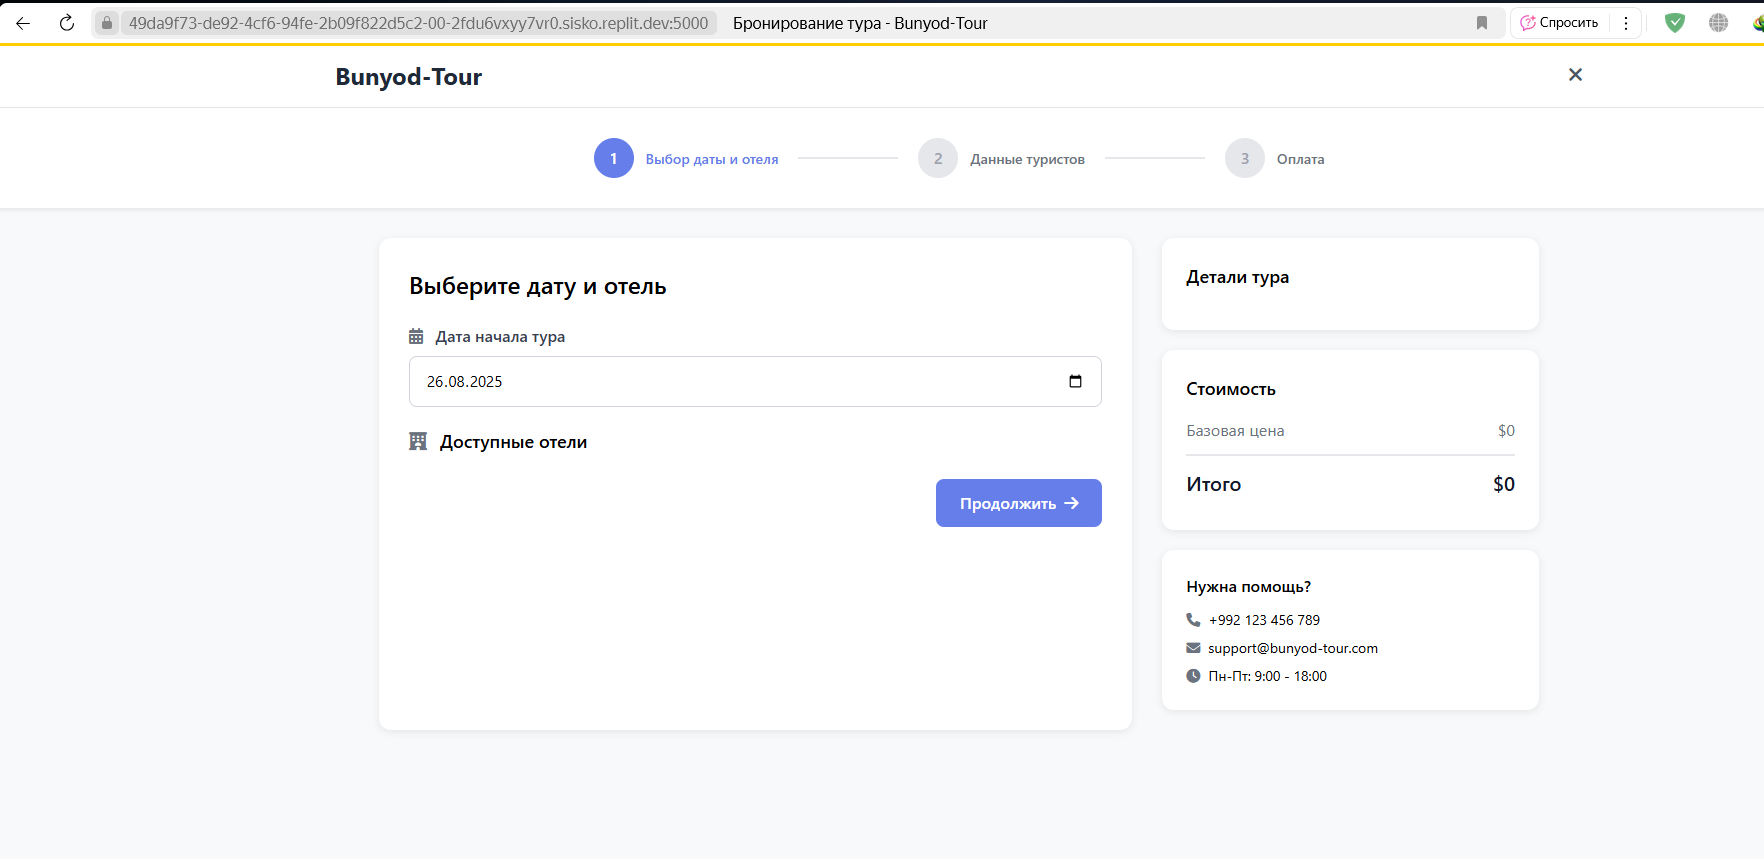 49da9f73-de92-4cf6-94fe-2b09f822d5c2-00-2fdu6vxyy7vr0.sisko.replit.dev:5000 Бронирование тура - Bunyod-Tour Спросить
Bunyod-Tour
1 Выбор даты и отеля 2 Данные туристов 3 Оплата
Выберите дату и отель
Дата начала тура
26.08.2025
Доступные отели
Продолжить
Детали тура
Стоимость
Базовая цена $0
Итого $0
Нужна помощь?
+992 123 456 789
support@bunyod-tour.com
Пн-Пт: 9:00 - 18:00